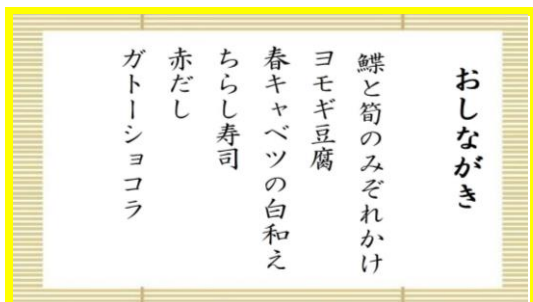 おしながき
鰈と筍のみぞれかけ
ヨモギ豆腐
春キャベツの白和え
ちらし寿司
赤だし
ガトーショコラ